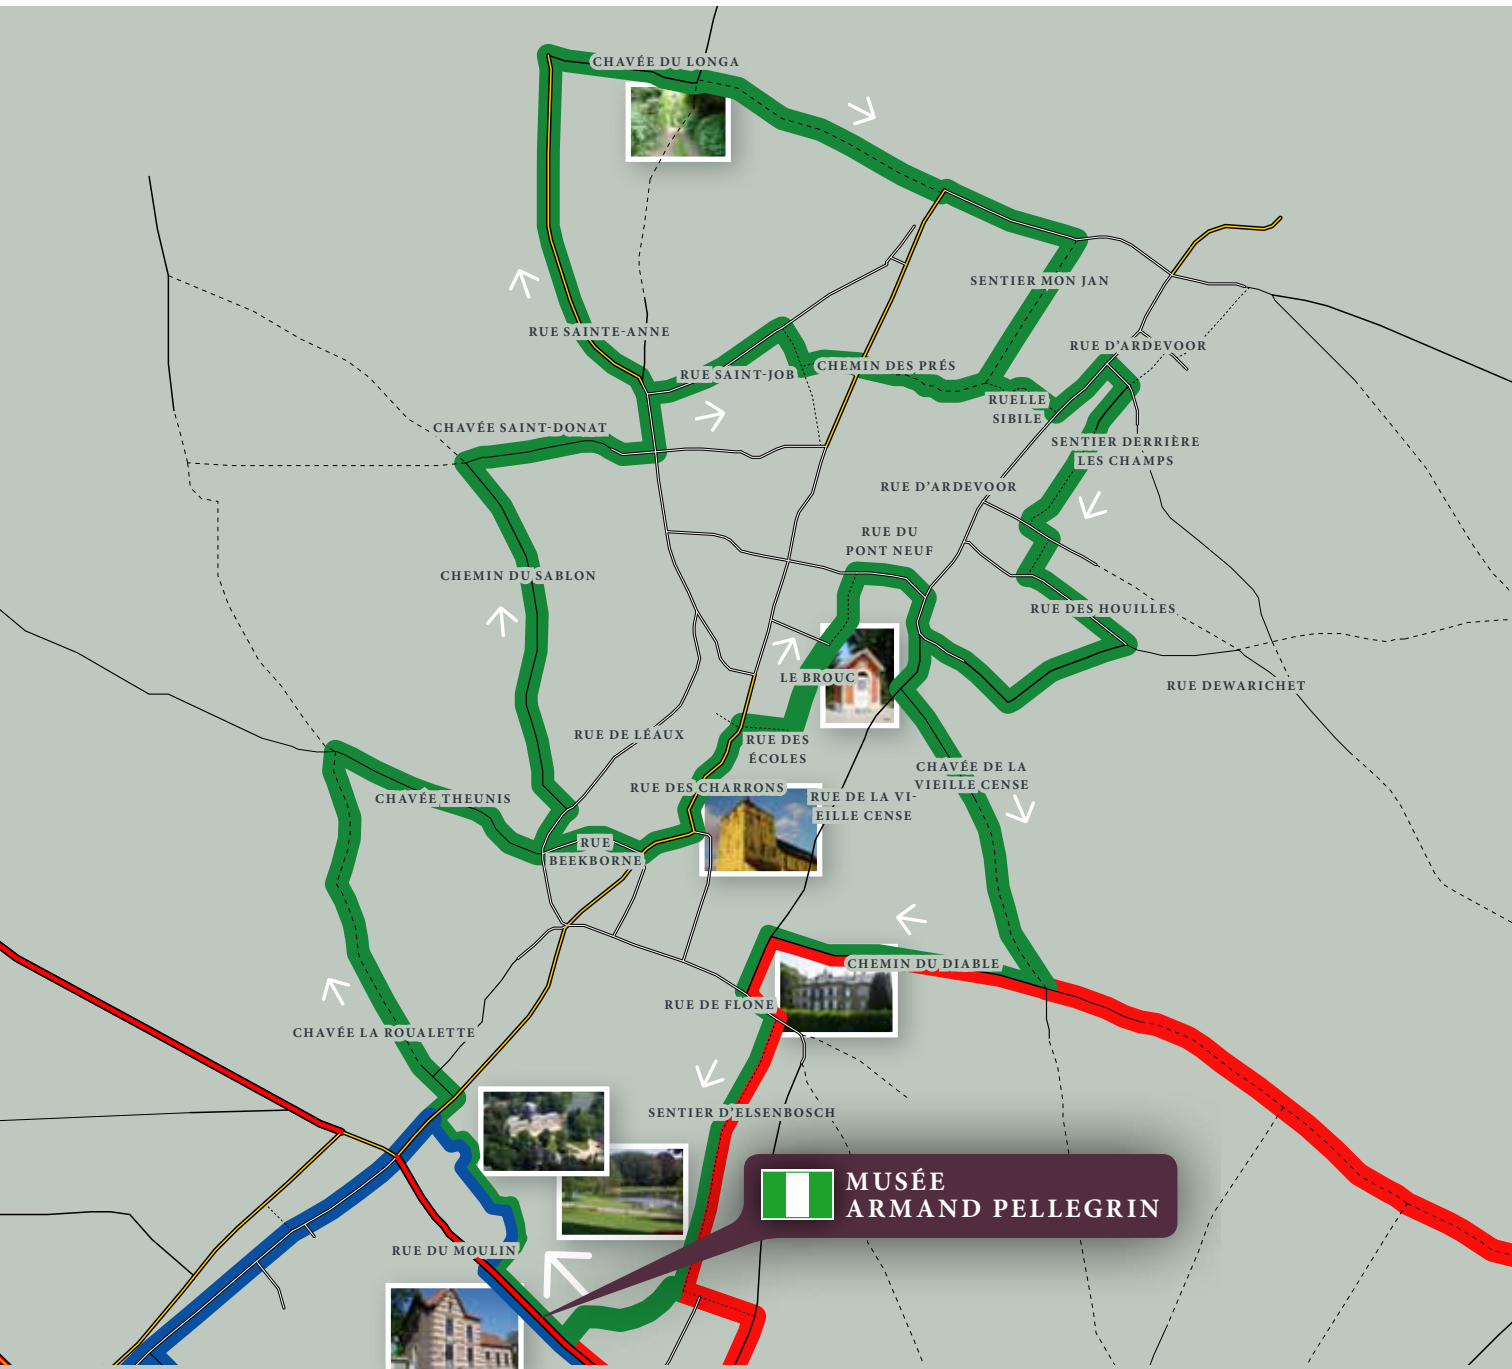 CHAVÉE DU LONGA
SENTIER MON JAN
RUE SAINTE-ANNE
RUE D'ARDEVOOR
RUE SAINT-JOB
CHEMIN DES PRÉS
RUELLE
SIBILE
CHAVÉE SAINT-DONAT
SENTIER DERRIÈRE
LES CHAMPS
RUE D'ARDEVOOR
RUE DU
PONT NEUF
CHEMIN DU SABLON
RUE DES HOUILLES
LE BROUC
RUE DEWARICHET
RUE DE LÉAUX
RUE DES
ÉCOLES
CHAVÉE DE LA
VIEILLE CENSE
RUE DES CHARRONS
CHAVÉE THEUNIS
RUE DE LA VI-
EILLE CENSE
RUE
BEEKBORNE
CHEMIN DU DIABLE
RUE DE FLONE
CHAVÉE LA ROUALETTE
SENTIER D'ELSENBOSCH
MUSÉE
ARMAND PELLEGRIN
RUE DU MOULIN